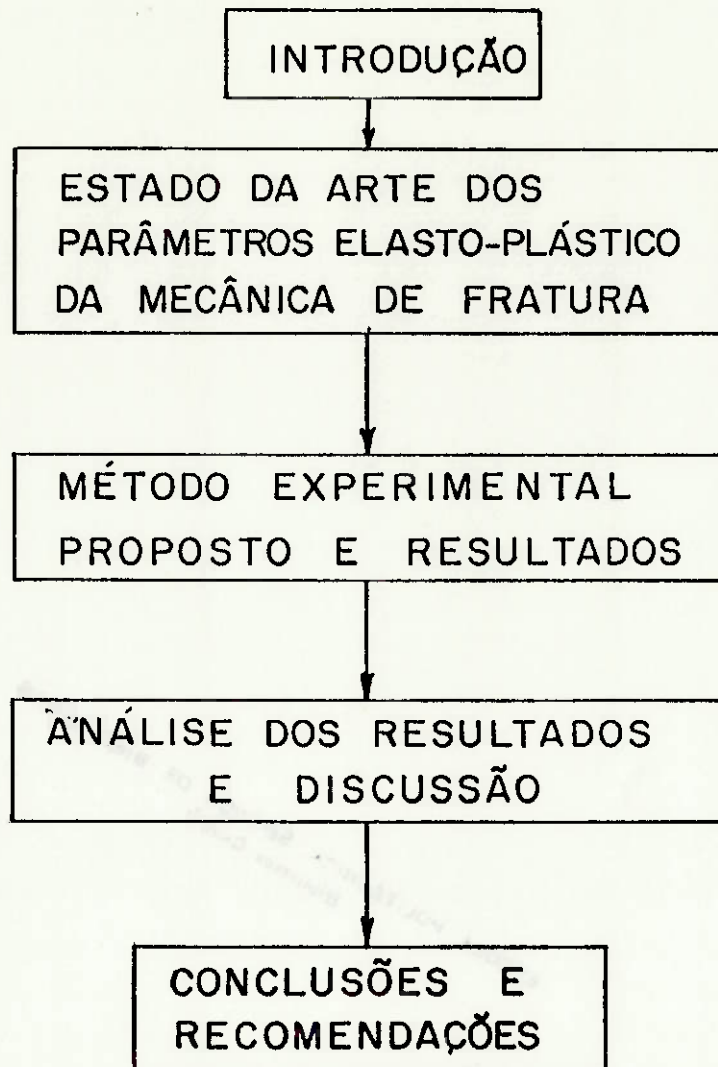 INTRODUÇÃO
ESTADO DA ARTE DOS
PARÂMETROS ELASTO-PLÁSTICO
DA MECÂNICA DE FRATURA
MÉTODO EXPERIMENTAL
PROPOSTO E RESULTADOS
ANÁLISE DOS RESULTADOS
E DISCUSSÃO
CONCLUSÕES E
RECOMENDAÇÕES